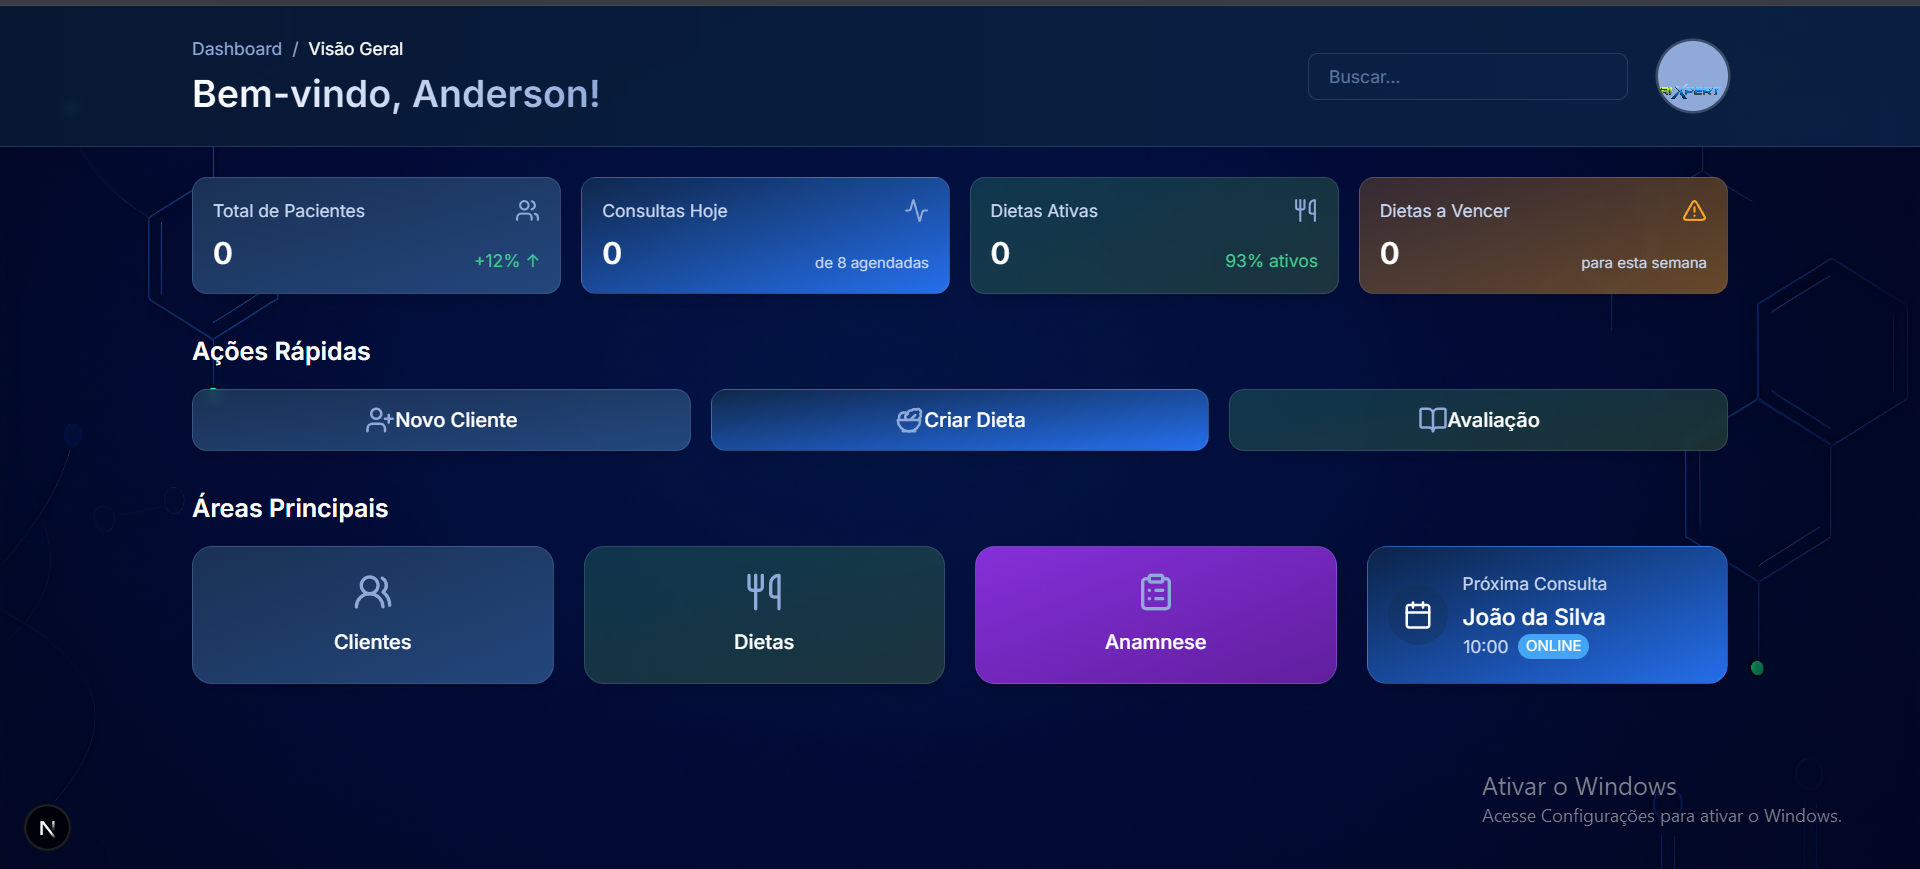 Dashboard / Visão Geral
Bem-vindo, Anderson!
Buscar...
RIXPERT
Total de Pacientes
0
+12% ↑
Consultas Hoje
0
de 8 agendadas
Dietas Ativas
0
93% ativos
Dietas a Vencer
0
para esta semana
Ações Rápidas
Novo Cliente
Criar Dieta
Avaliação
Áreas Principais
Clientes
Dietas
Anamnese
Próxima Consulta
João da Silva
10:00 ONLINE
Ativar o Windows
Acesse Configurações para ativar o Windows.
N